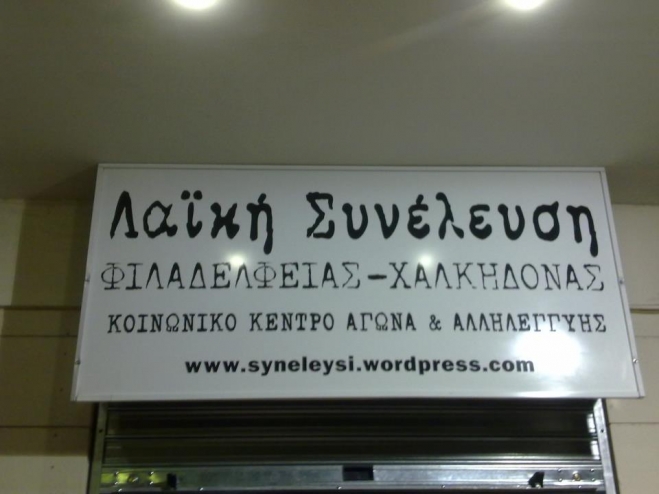 Λαϊκή Συνέλευση
ΦΙΛΑΔΕΛΦΕΙΑΣ-ΧΑΛΚΗΔΟΝΑΣ
ΚΟΙΝΩΝΙΚΟ ΚΕΝΤΡΟ ΑΓΩΝΑ & ΑΛΛΗΛΕΓΓΥΗΣ
www.syneleysi.wordpress.com